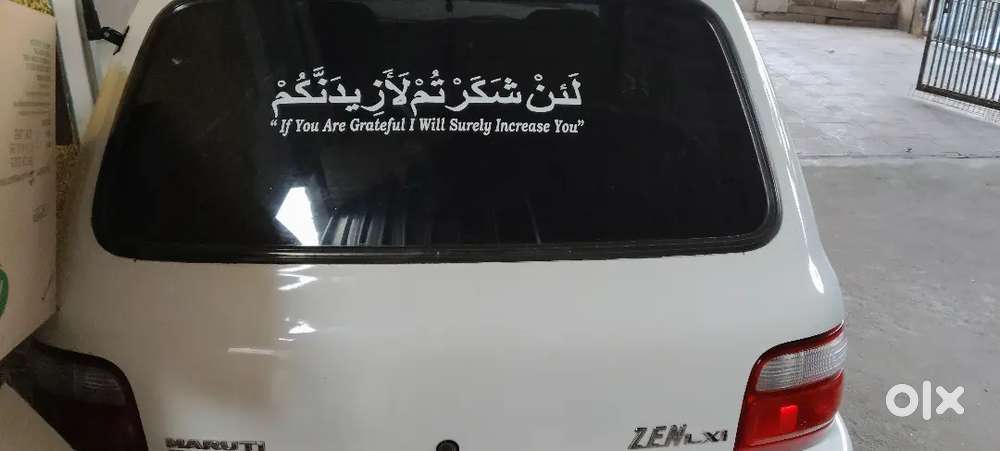 لَئِنْ شَكَرْتُمْ لَأَزِيدَنَّكُمْ
“ If You Are Grateful I Will Surely Increase You”
MARUTI
ZEN LXI
olx